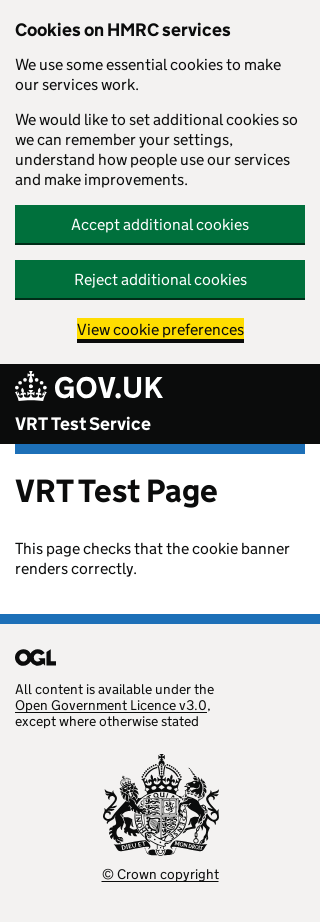 Cookies on HMRC services
We use some essential cookies to make
our services work.
We would like to set additional cookies so
we can remember your settings,
understand how people use our services
and make improvements.
Accept additional cookies
Reject additional cookies
View cookie preferences
GOV.UK
VRT Test Service
VRT Test Page
This page checks that the cookie banner
renders correctly.
OGL
All content is available under the
Open Government Licence v3.0,
except where otherwise stated
DIEU ET MON DROIT
© Crown copyright